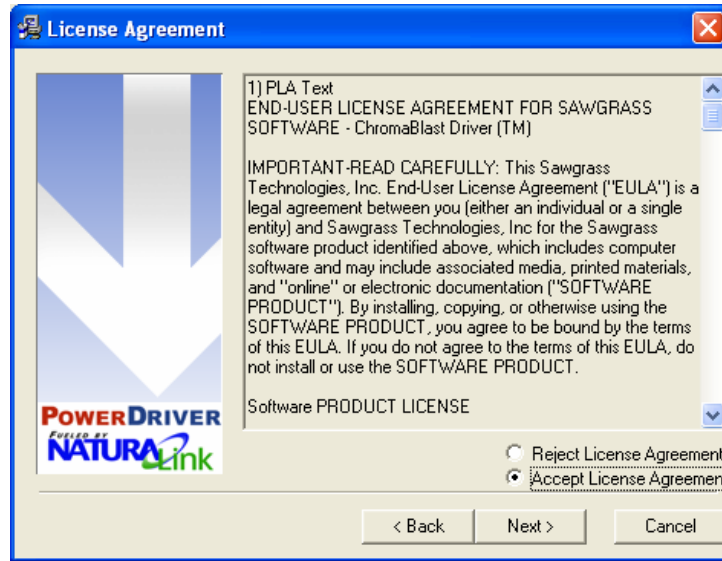 License Agreement
1) PLA Text
END-USER LICENSE AGREEMENT FOR SAWGRASS
SOFTWARE - ChromaBlast Driver (TM)
IMPORTANT-READ CAREFULLY: This Sawgrass
Technologies, Inc. End-User License Agreement ("EULA") is a
legal agreement between you (either an individual or a single
entity) and Sawgrass Technologies, Inc for the Sawgrass
software product identified above, which includes computer
software and may include associated media, printed materials,
and "online" or electronic documentation ("SOFTWARE
PRODUCT"). By installing, copying, or otherwise using the
SOFTWARE PRODUCT, you agree to be bound by the terms
of this EULA. If you do not agree to the terms of this EULA, do
not install or use the SOFTWARE PRODUCT.
Software PRODUCT LICENSE
POWERDRIVER
FUELED BY
NATURALink
Reject License Agreement
Accept License Agreemen
< Back
Next >
Cancel